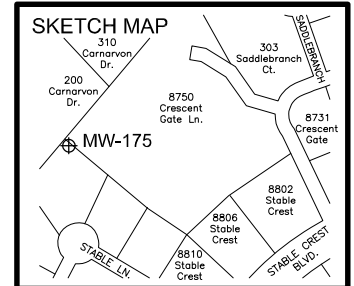 SKETCH MAP
310
Carnarvon
Dr.
200
Carnarvon
Dr.
303
Saddlebranch
Ct.
SADDLEBRANCH
8750
Crescent
Gate Ln.
8731
Crescent
Gate
MW-175
8802
Stable
Crest
8806
Stable
Crest
8810
Stable
Crest
STABLE LN.
STABLE CREST
BLVD.